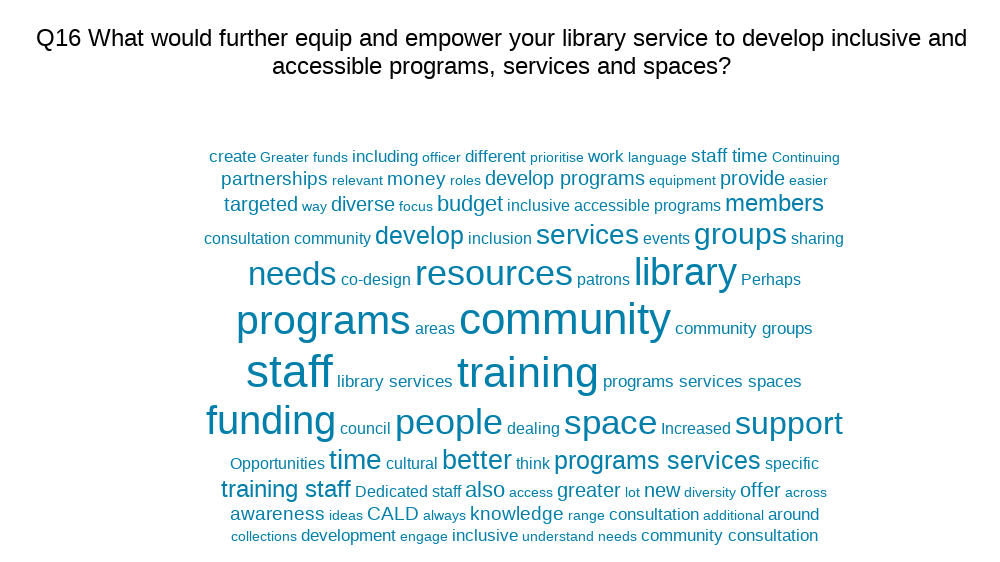 Q16 What would further equip and empower your library service to develop inclusive and
accessible programs, services and spaces?
create Greater funds including officer different prioritise work language staff time Continuing
partnerships relevant money roles develop programs equipment provide easier
targeted way diverse focus budget inclusive accessible programs members
consultation community develop inclusion services events groups sharing
needs co-design resources patrons library Perhaps
programs areas community community groups
staff library services training programs services spaces
funding council people dealing space Increased support
Opportunities time cultural better think programs services specific
training staff Dedicated staff also access greater lot new diversity offer across
awareness ideas CALD always knowledge range consultation additional around
collections development engage inclusive understand needs community consultation